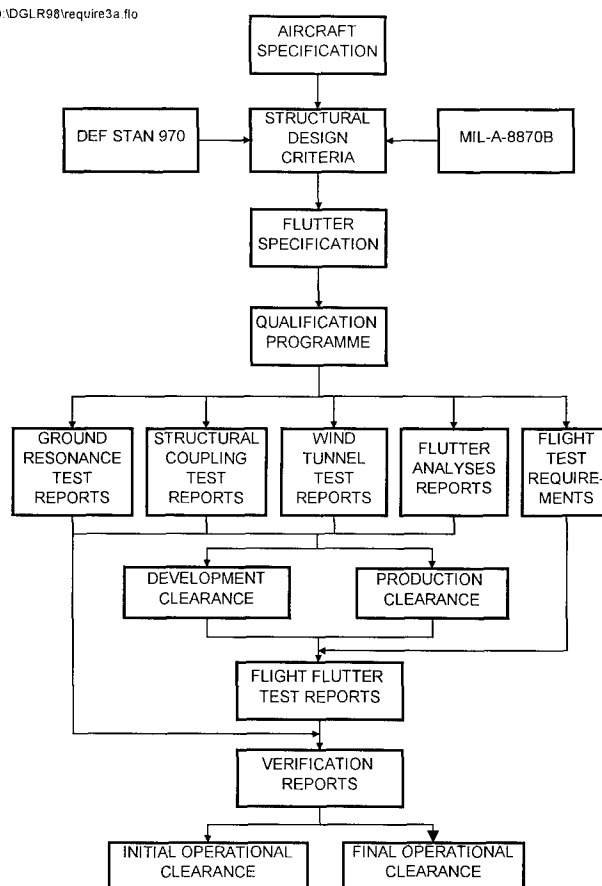 :\DGLR98\require3a.flo
AIRCRAFT
SPECIFICATION
DEF STAN 970
STRUCTURAL
DESIGN
CRITERIA
MIL-A-8870B
FLUTTER
SPECIFICATION
QUALIFICATION
PROGRAMME
GROUND
RESONANCE
TEST
REPORTS
STRUCTURAL
COUPLING
TEST
REPORTS
WIND
TUNNEL
TEST
REPORTS
FLUTTER
ANALYSES
REPORTS
FLIGHT
TEST
REQUIRE-
MENTS
DEVELOPMENT
CLEARANCE
PRODUCTION
CLEARANCE
FLIGHT FLUTTER
TEST REPORTS
VERIFICATION
REPORTS
INITIAL OPERATIONAL
CLEARANCE
FINAL OPERATIONAL
CLEARANCE